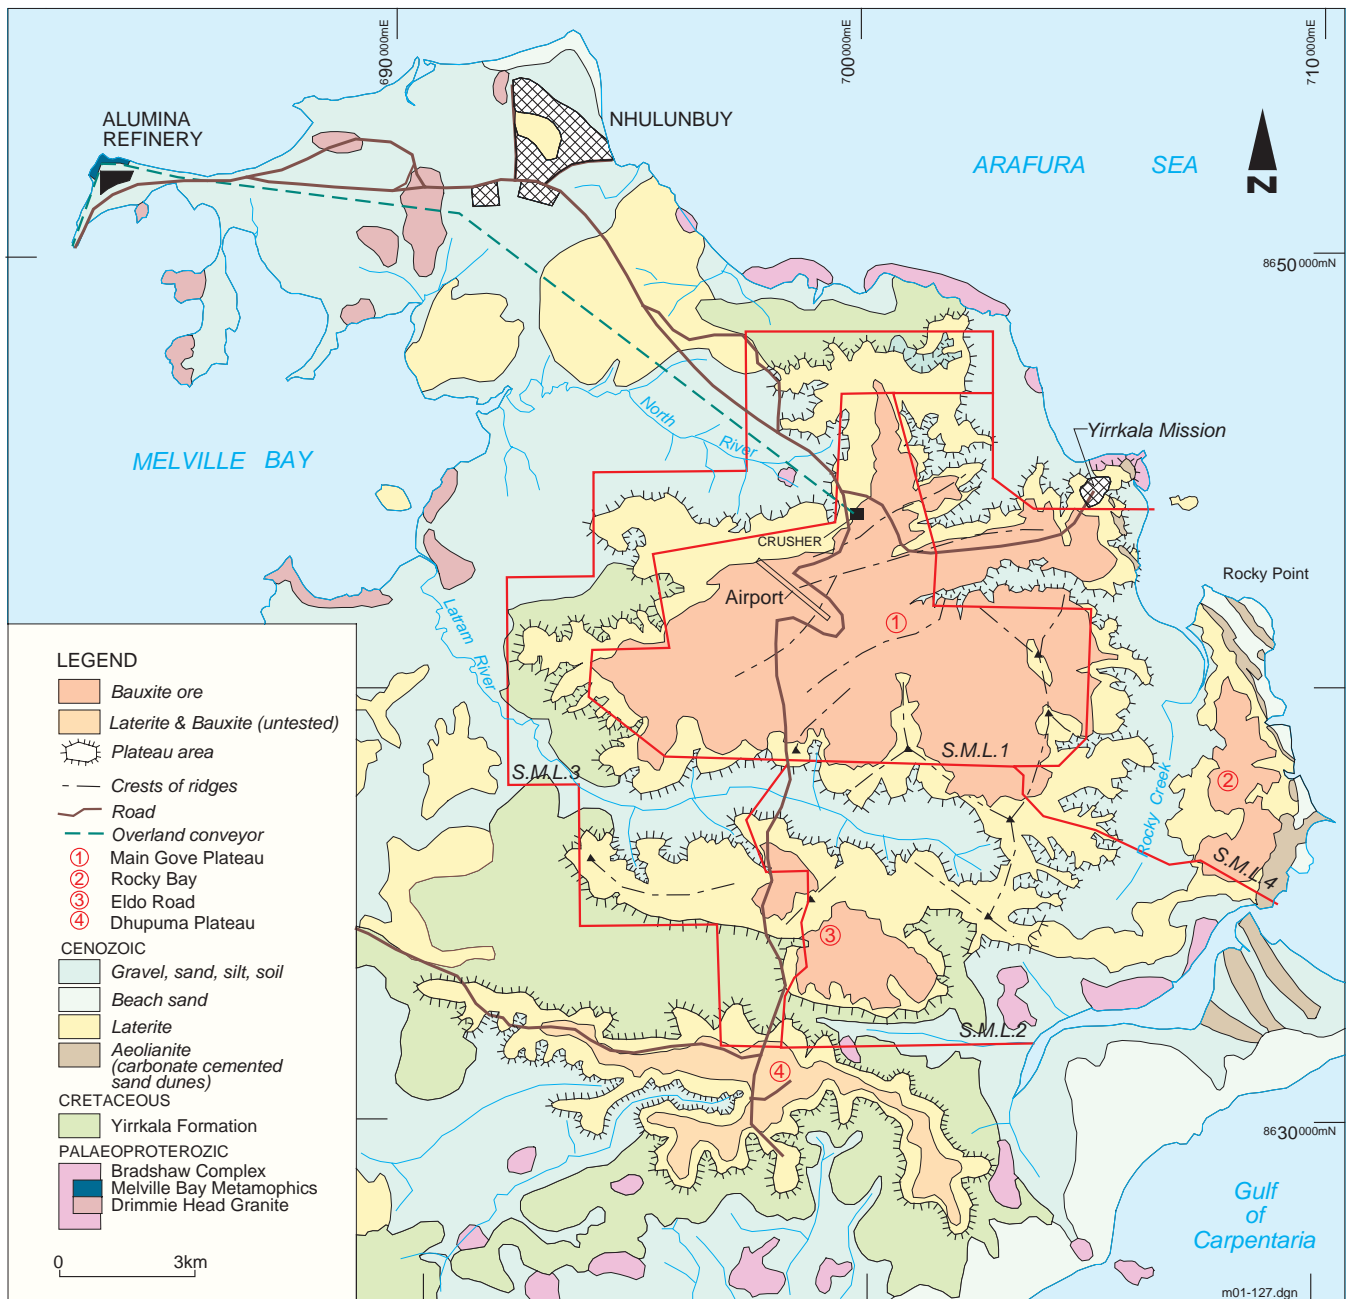 690 000mE
700 000mE
710 000mE
ALUMINA
REFINERY
NHULUNBUY
ARAFURA SEA
N
8650 000mN
North
River
Yirrkala Mission
MELVILLE BAY
CRUSHER
Rocky Point
Airport
1
Latram River
S.M.L.1
S.M.L.3
2
Rocky Creek
S.M.L.4
3
S.M.L.2
4
8630 000mN
Gulf
of
Carpentaria
LEGEND
Bauxite ore
Laterite & Bauxite (untested)
Plateau area
Crests of ridges
Road
Overland conveyor
1 Main Gove Plateau
2 Rocky Bay
3 Eldo Road
4 Dhupuma Plateau
CENOZOIC
Gravel, sand, silt, soil
Beach sand
Laterite
Aeolianite
(carbonate cemented
sand dunes)
CRETACEOUS
Yirrkala Formation
PALAEOPROTEROZIC
Bradshaw Complex
Melville Bay Metamophics
Drimmie Head Granite
0 3km
m01-127.dgn